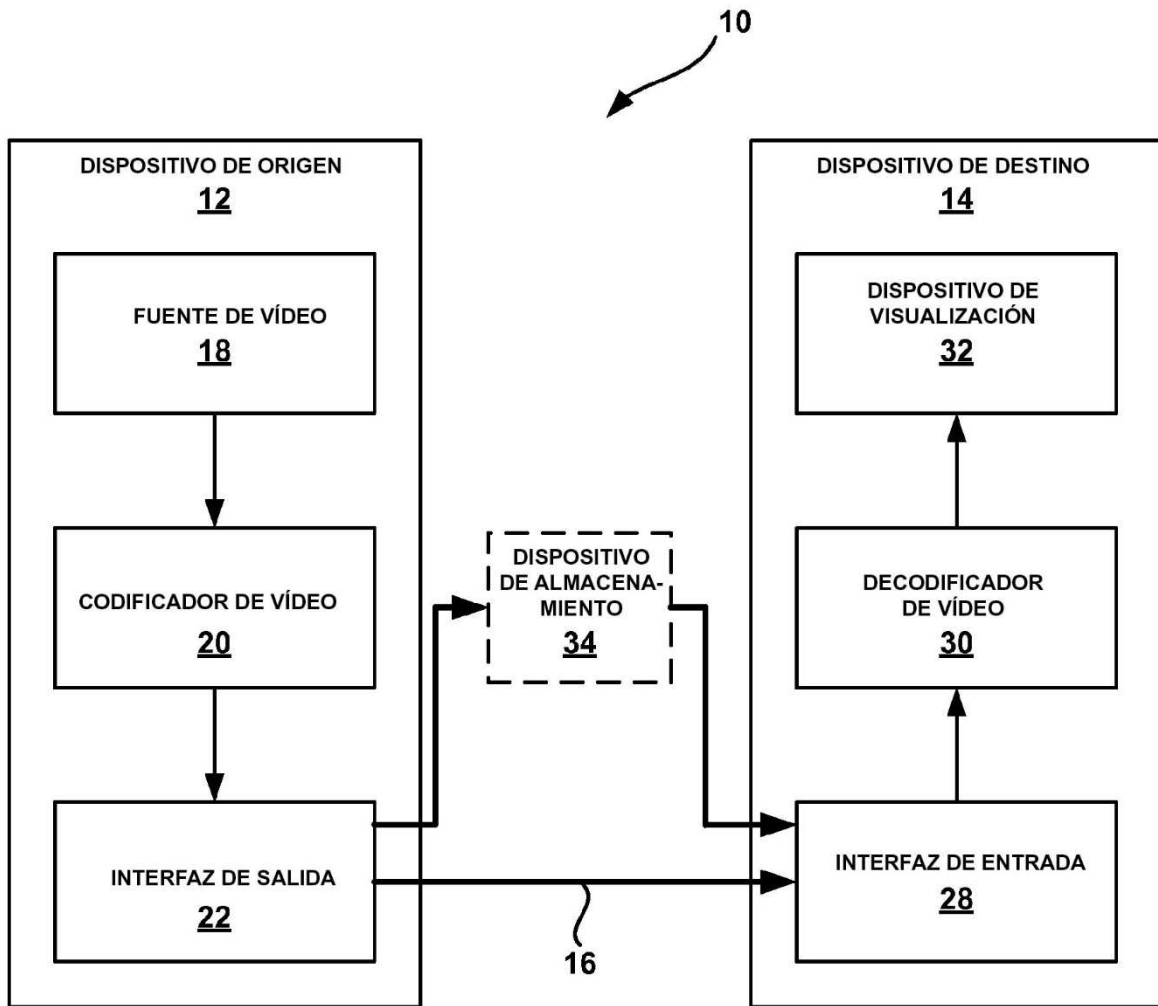 10
DISPOSITIVO DE ORIGEN
12
FUENTE DE VÍDEO
18
CODIFICADOR DE VÍDEO
20
INTERFAZ DE SALIDA
22
DISPOSITIVO
DE ALMACENA-
MIENTO
34
16
DISPOSITIVO DE DESTINO
14
DISPOSITIVO DE
VISUALIZACIÓN
32
DECODIFICADOR
DE VÍDEO
30
INTERFAZ DE ENTRADA
28